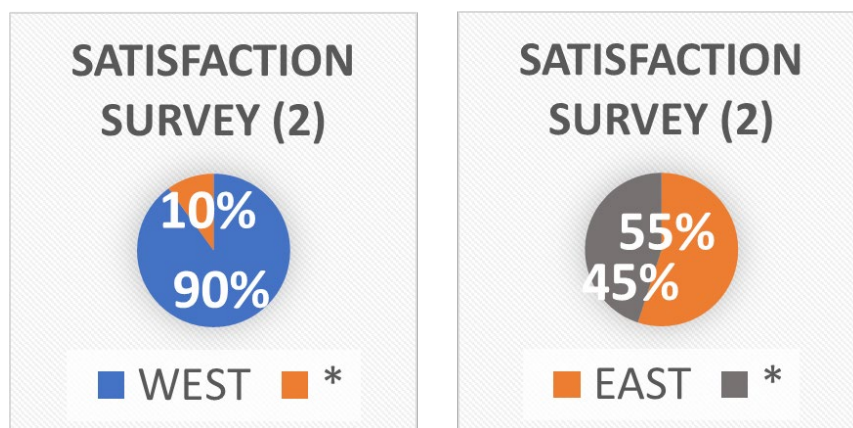 SATISFACTION
SURVEY (2)
10%
90%
WEST *
SATISFACTION
SURVEY (2)
55%
45%
EAST *